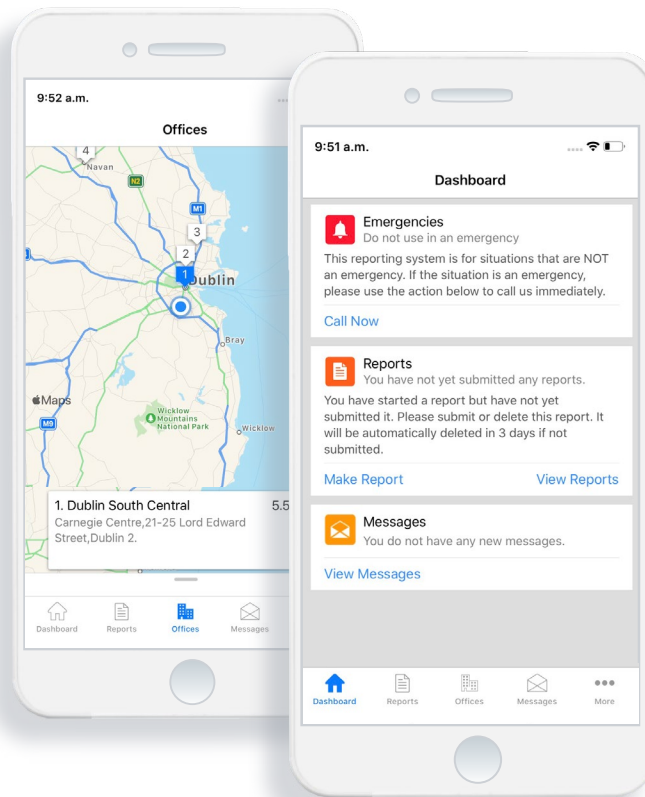 9:52 a.m.
Offices
4
Navan
N2
M1
3
2
1
Dublin
Bray
Maps
M9
Wicklow
Mountains
National Park
Wicklow
1. Dublin South Central
5.5
Carnegie Centre,21-25 Lord Edward
Street,Dublin 2.
Dashboard
Reports
Offices
Messages
9:51 a.m.
Dashboard
Emergencies
Do not use in an emergency
This reporting system is for situations that are NOT
an emergency. If the situation is an emergency,
please use the action below to call us immediately.
Call Now
Reports
You have not yet submitted any reports.
You have started a report but have not yet
submitted it. Please submit or delete this report. It
will be automatically deleted in 3 days if not
submitted.
Make Report
View Reports
Messages
You do not have any new messages.
View Messages
Dashboard
Reports
Offices
Messages
More